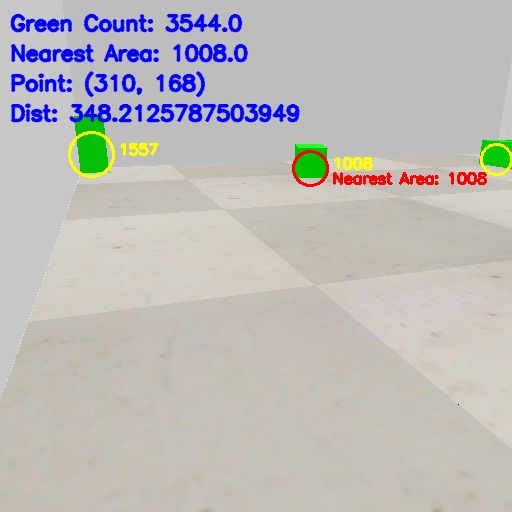 Green Count: 3544.0
Nearest Area: 1008.0
Point: (310, 168)
Dist: 348.2125787503949
1557
1008
Nearest Area: 1008